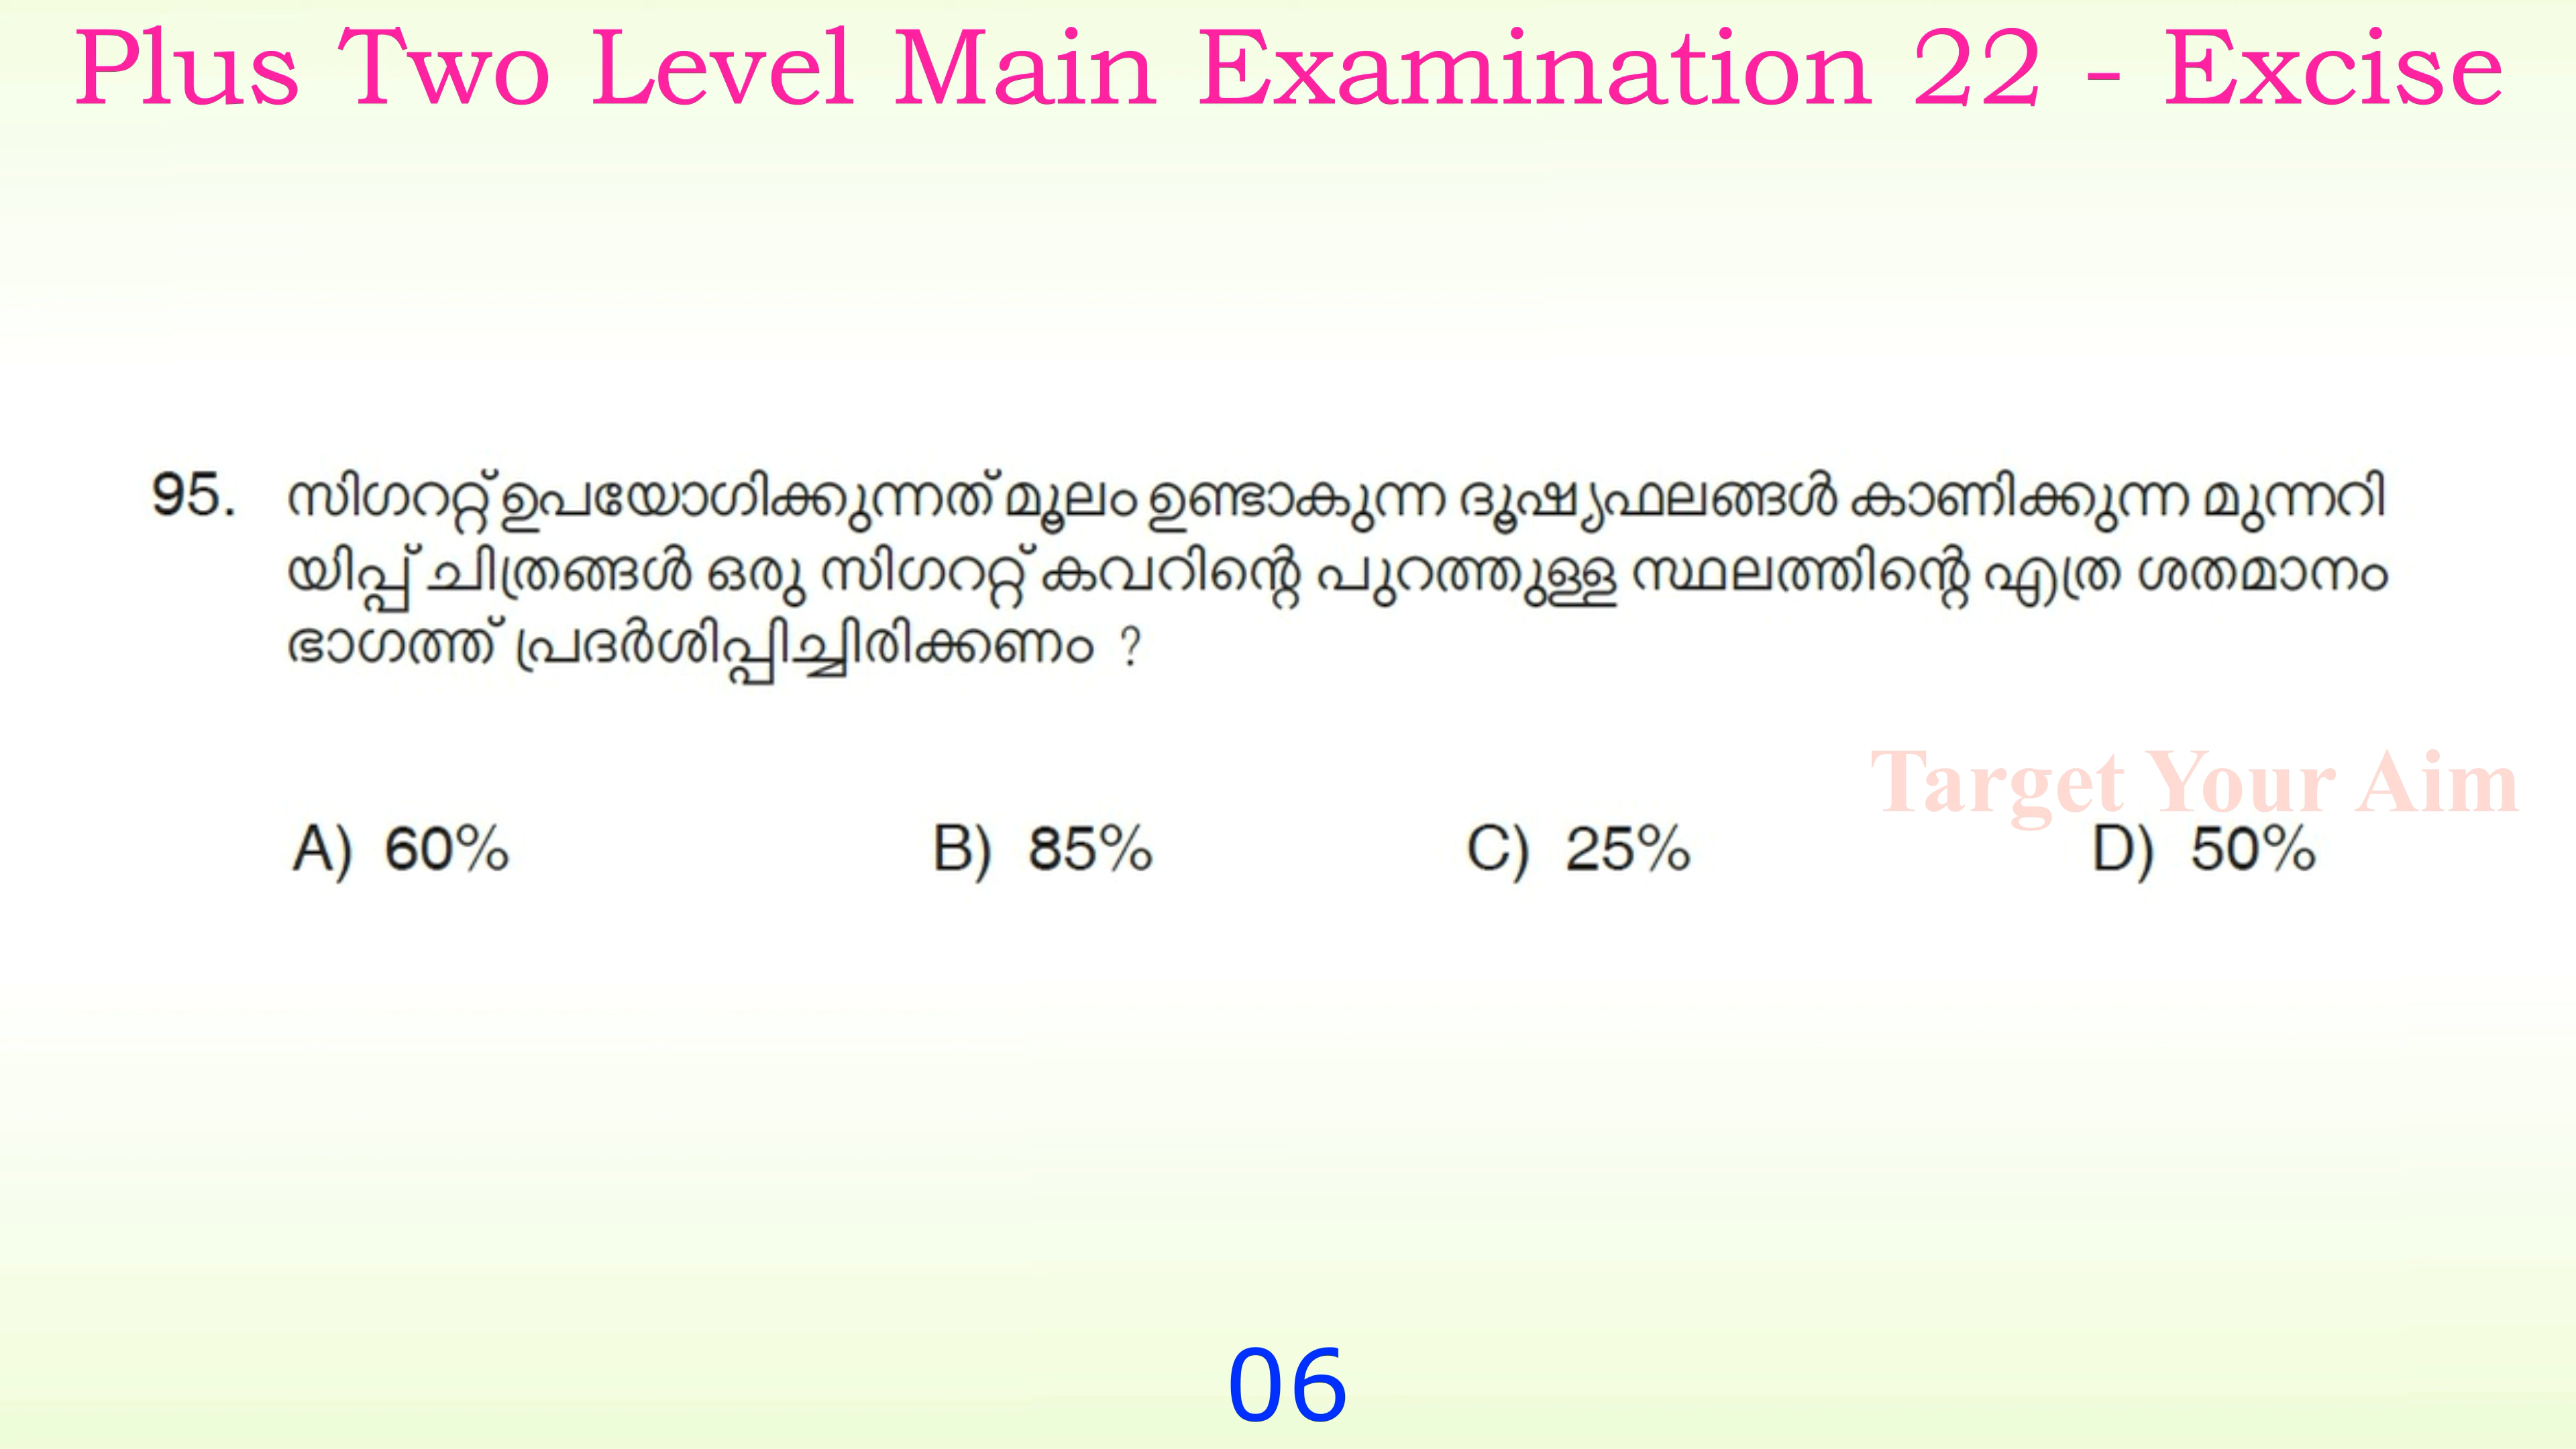 Plus Two Level Main Examination 22 - Excise
95. സിഗററ്റ് ഉപയോഗിക്കുന്നത് മൂലം ഉണ്ടാകുന്ന ദൂഷ്യഫലങ്ങൾ കാണിക്കുന്ന മുന്നറി
യിപ്പ് ചിത്രങ്ങൾ ഒരു സിഗററ്റ് കവറിന്റെ പുറത്തുള്ള സ്ഥലത്തിന്റെ എത്ര ശതമാനം
ഭാഗത്ത് പ്രദർശിപ്പിച്ചിരിക്കണം ?
Target Your Aim
A) 60% B) 85% C) 25% D) 50%
06